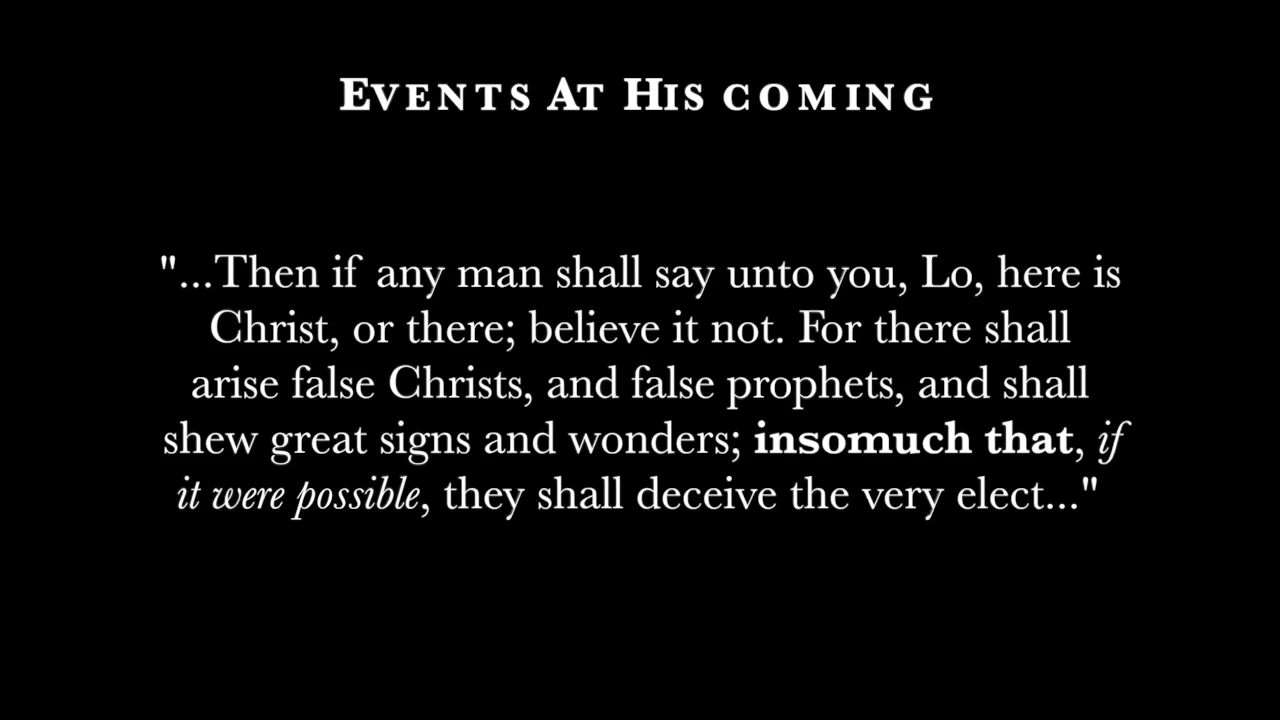 EVENTS AT HIS COMING
"...Then if any man shall say unto you, Lo, here is
Christ, or there; believe it not. For there shall
arise false Christs, and false prophets, and shall
shew great signs and wonders; insomuch that, if
it were possible, they shall deceive the very elect..."